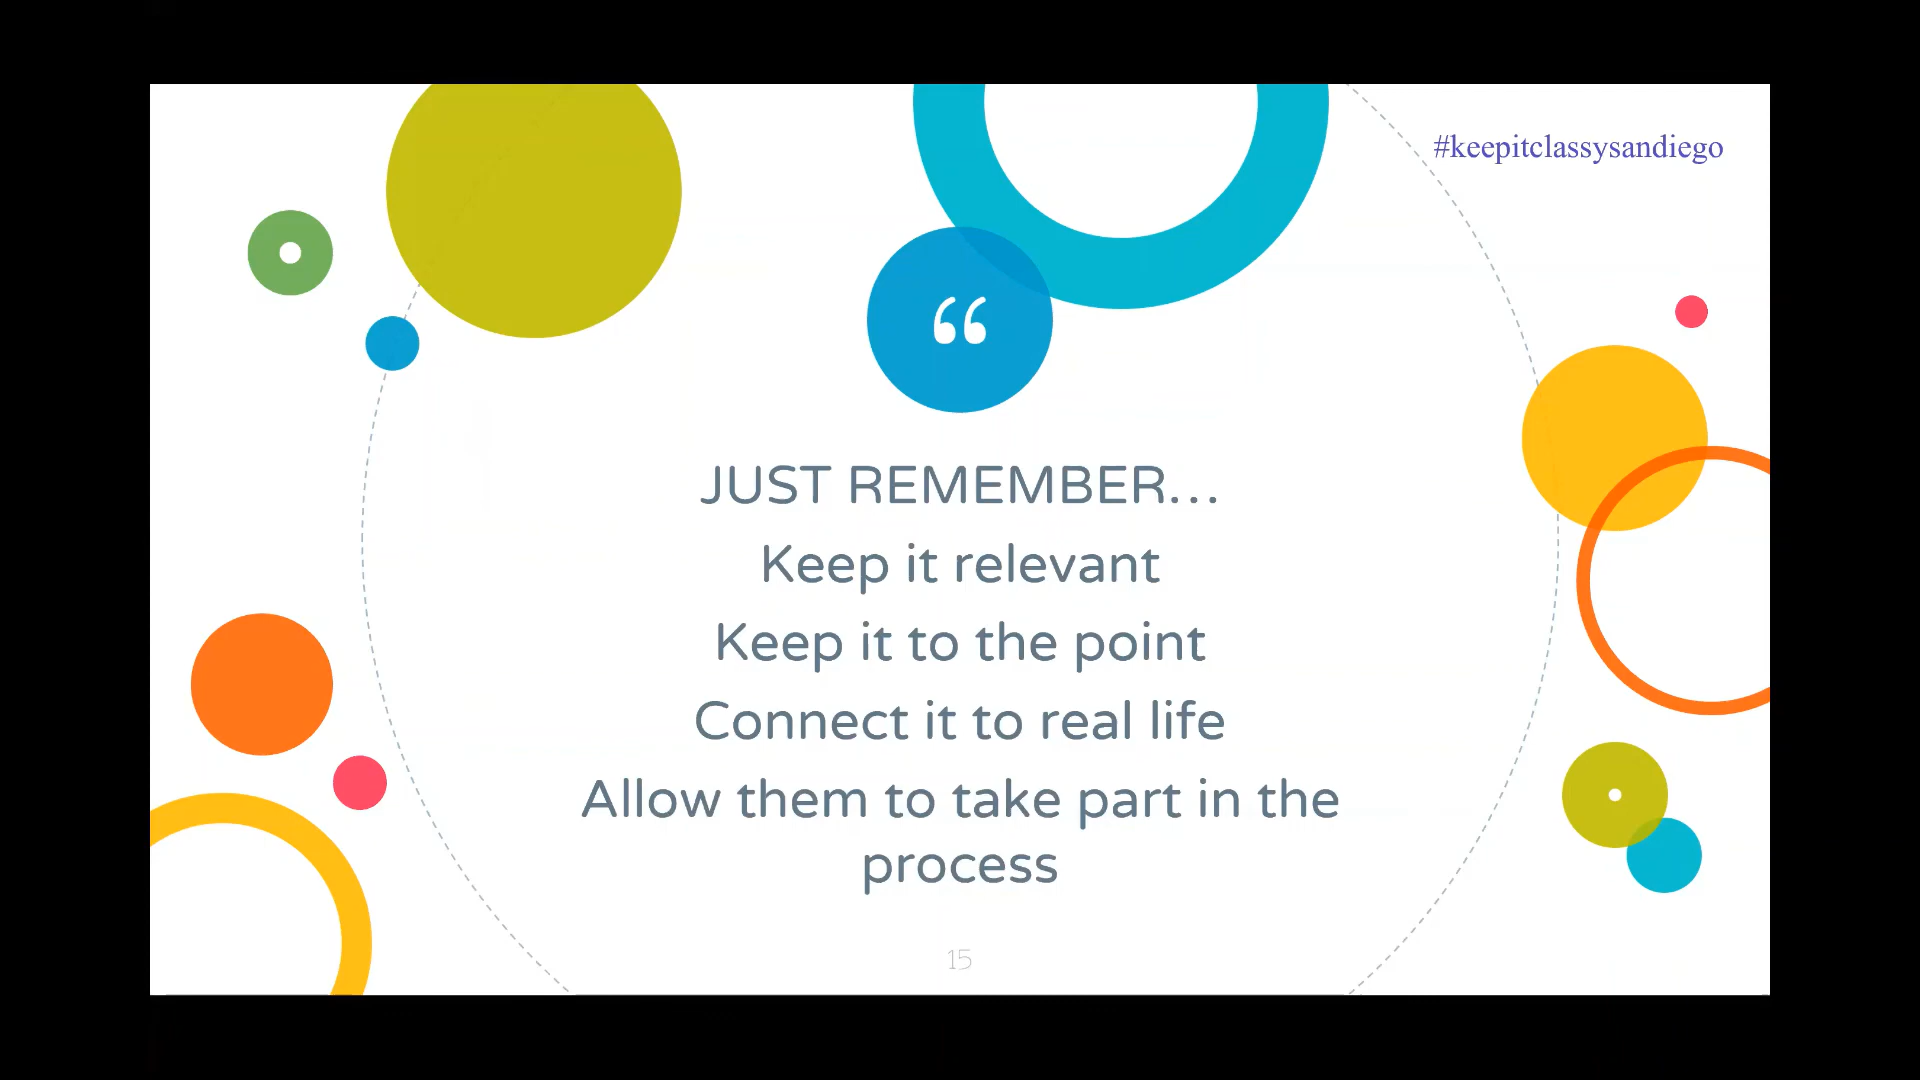 #keepitclassysandiego
“
JUST REMEMBER…
Keep it relevant
Keep it to the point
Connect it to real life
Allow them to take part in the
process
15